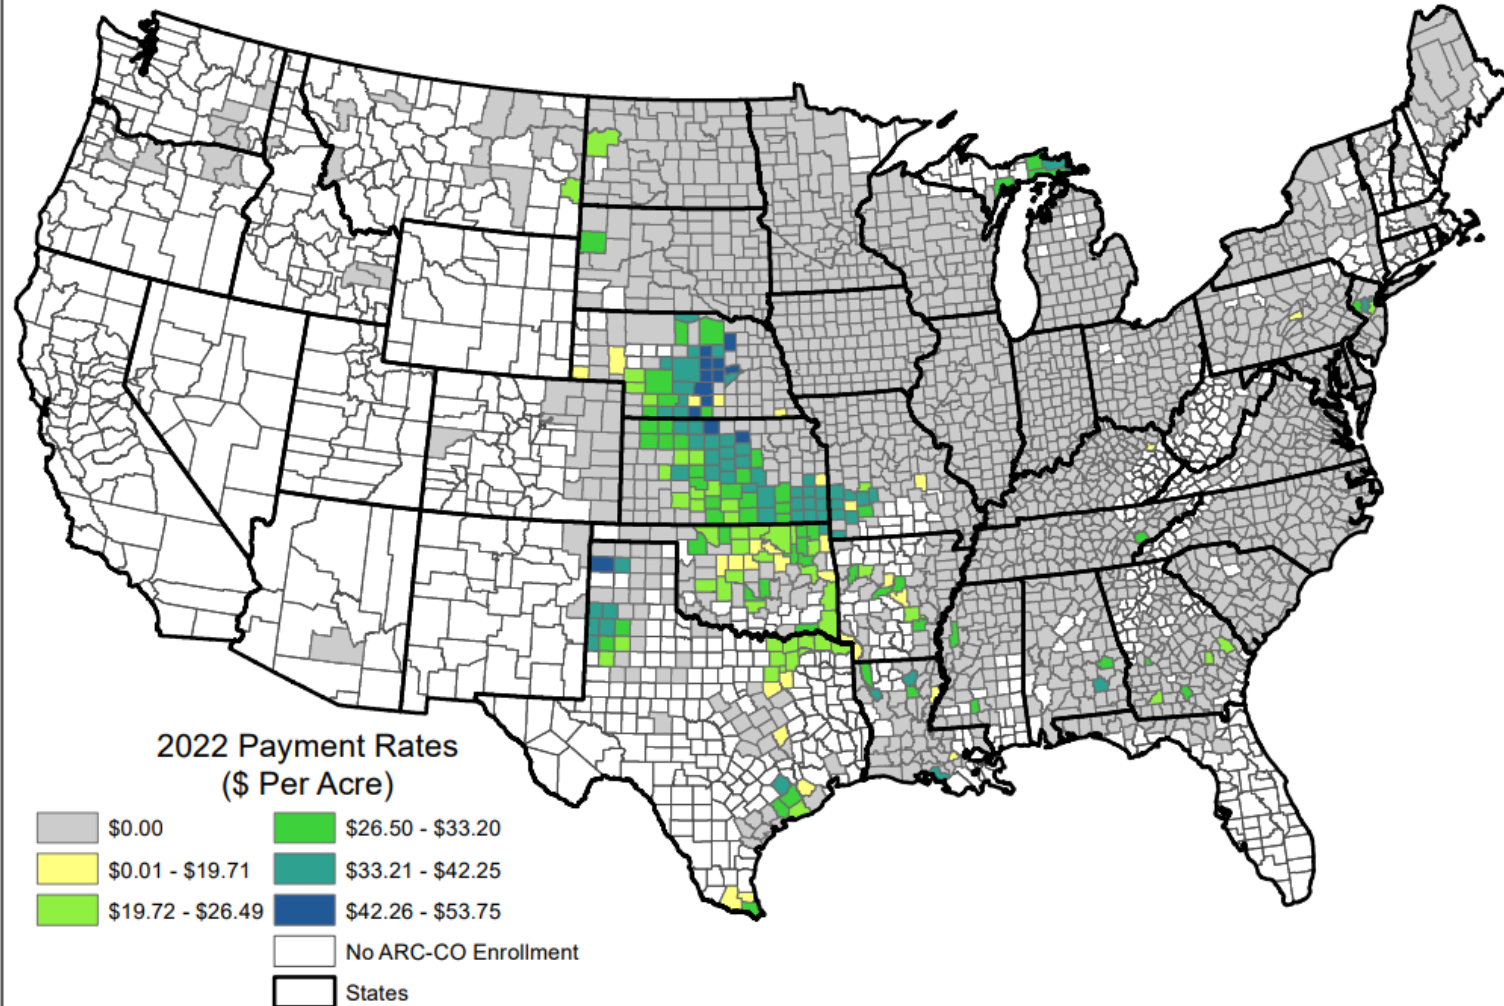 2022 Payment Rates
($ Per Acre)
$0.00
$0.01 - $19.71
$19.72 - $26.49
$26.50 - $33.20
$33.21 - $42.25
$42.26 - $53.75
No ARC-CO Enrollment
States